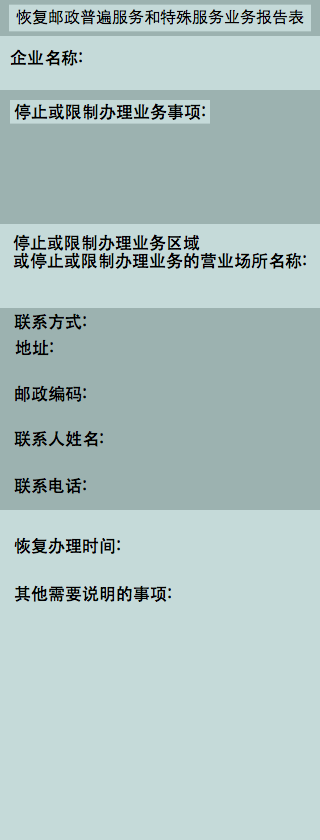 恢复邮政普遍服务和特殊服务业务报告表
企业名称:
停止或限制办理业务事项:
停止或限制办理业务区域
或停止或限制办理业务的营业场所名称:
联系方式:
地址:
邮政编码:
联系人姓名:
联系电话:
恢复办理时间:
其他需要说明的事项: